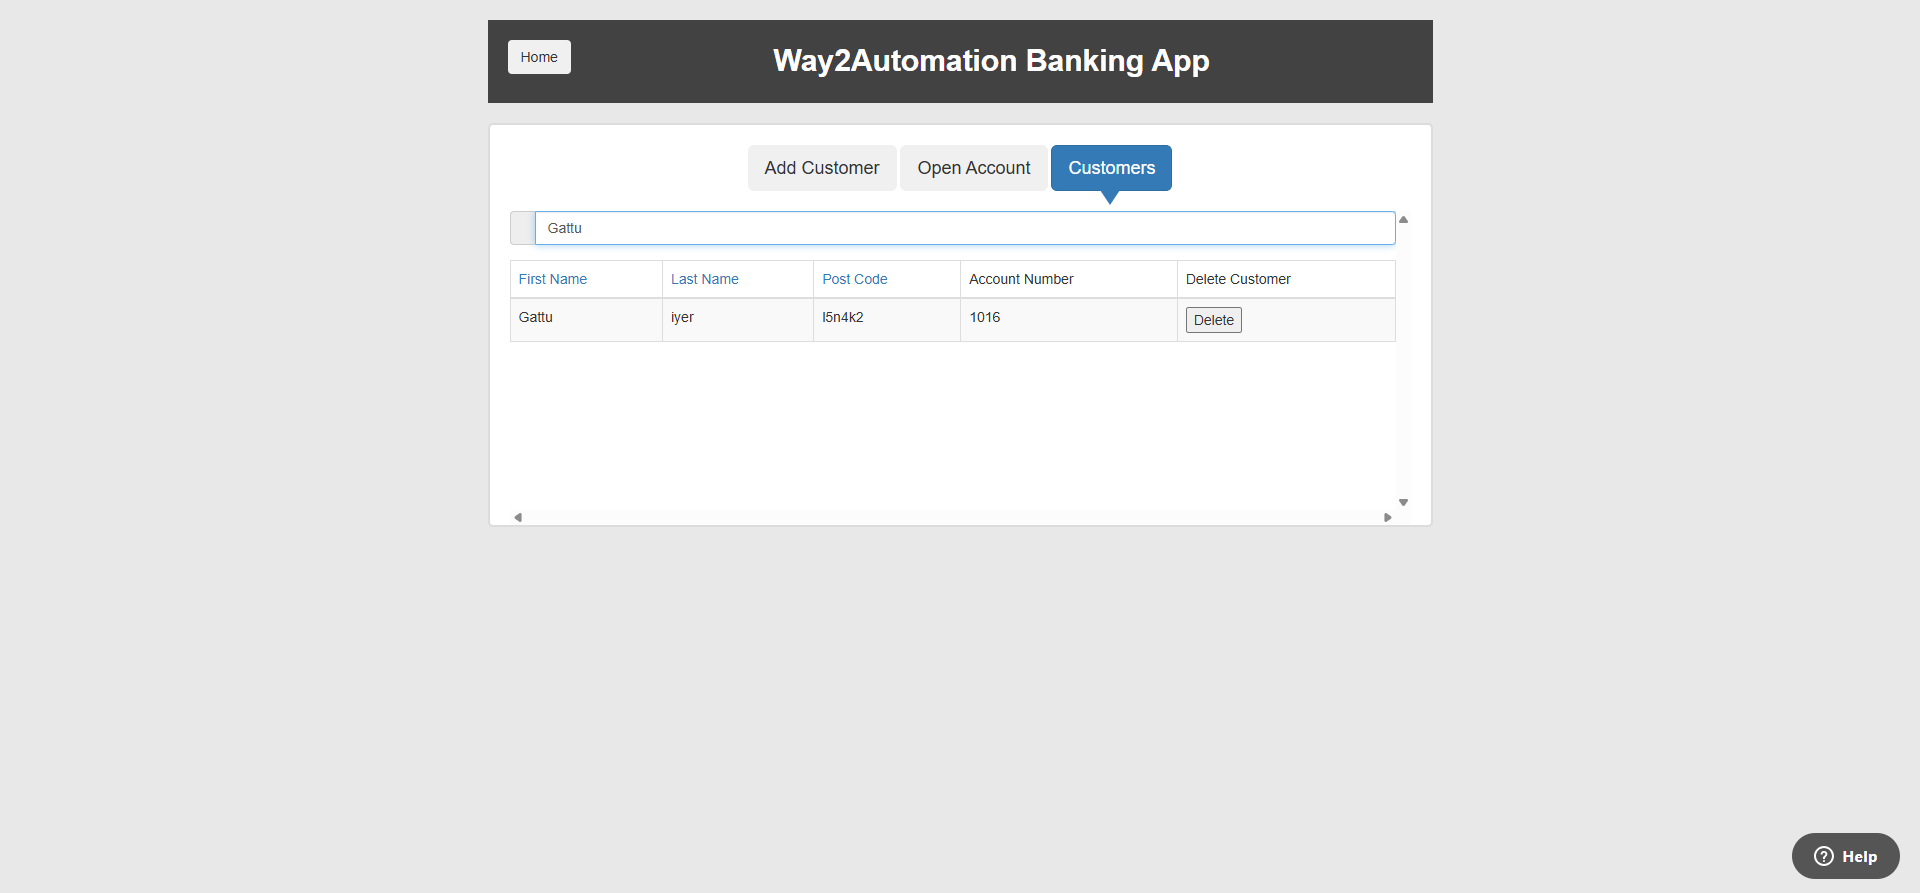 Home
Way2Automation Banking App
Add Customer Open Account Customers
Gattu
First Name Last Name Post Code Account Number Delete Customer
Gattu iyer l5n4k2 1016 Delete
Help